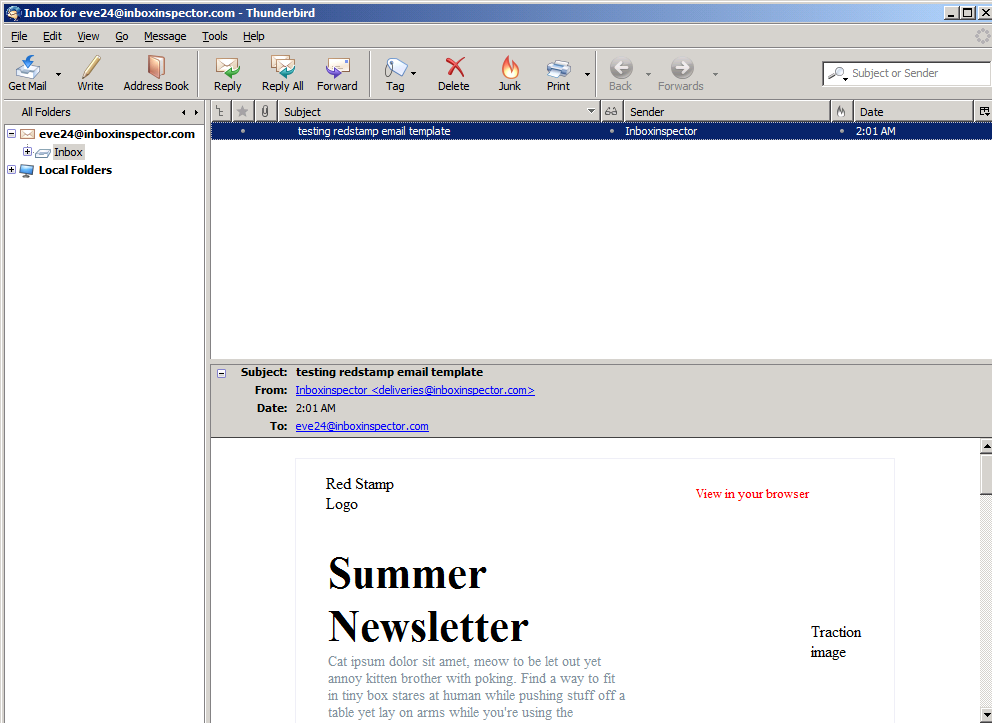 Inbox for eve24@inboxinspector.com - Thunderbird
File Edit View Go Message Tools Help
Get Mail Write Address Book Reply Reply All Forward Tag Delete Junk Print Back Forwards Subject or Sender
All Folders
eve24@inboxinspector.com
Inbox
Local Folders
Subject Sender Date
testing redstamp email template Inboxinspector 2:01 AM
Subject: testing redstamp email template
From: Inboxinspector <deliveries@inboxinspector.com>
Date: 2:01 AM
To: eve24@inboxinspector.com
Red Stamp
Logo
View in your browser
Summer
Newsletter
Traction
image
Cat ipsum dolor sit amet, meow to be let out yet
annoy kitten brother with poking. Find a way to fit
in tiny box stares at human while pushing stuff off a
table yet lay on arms while you're using the